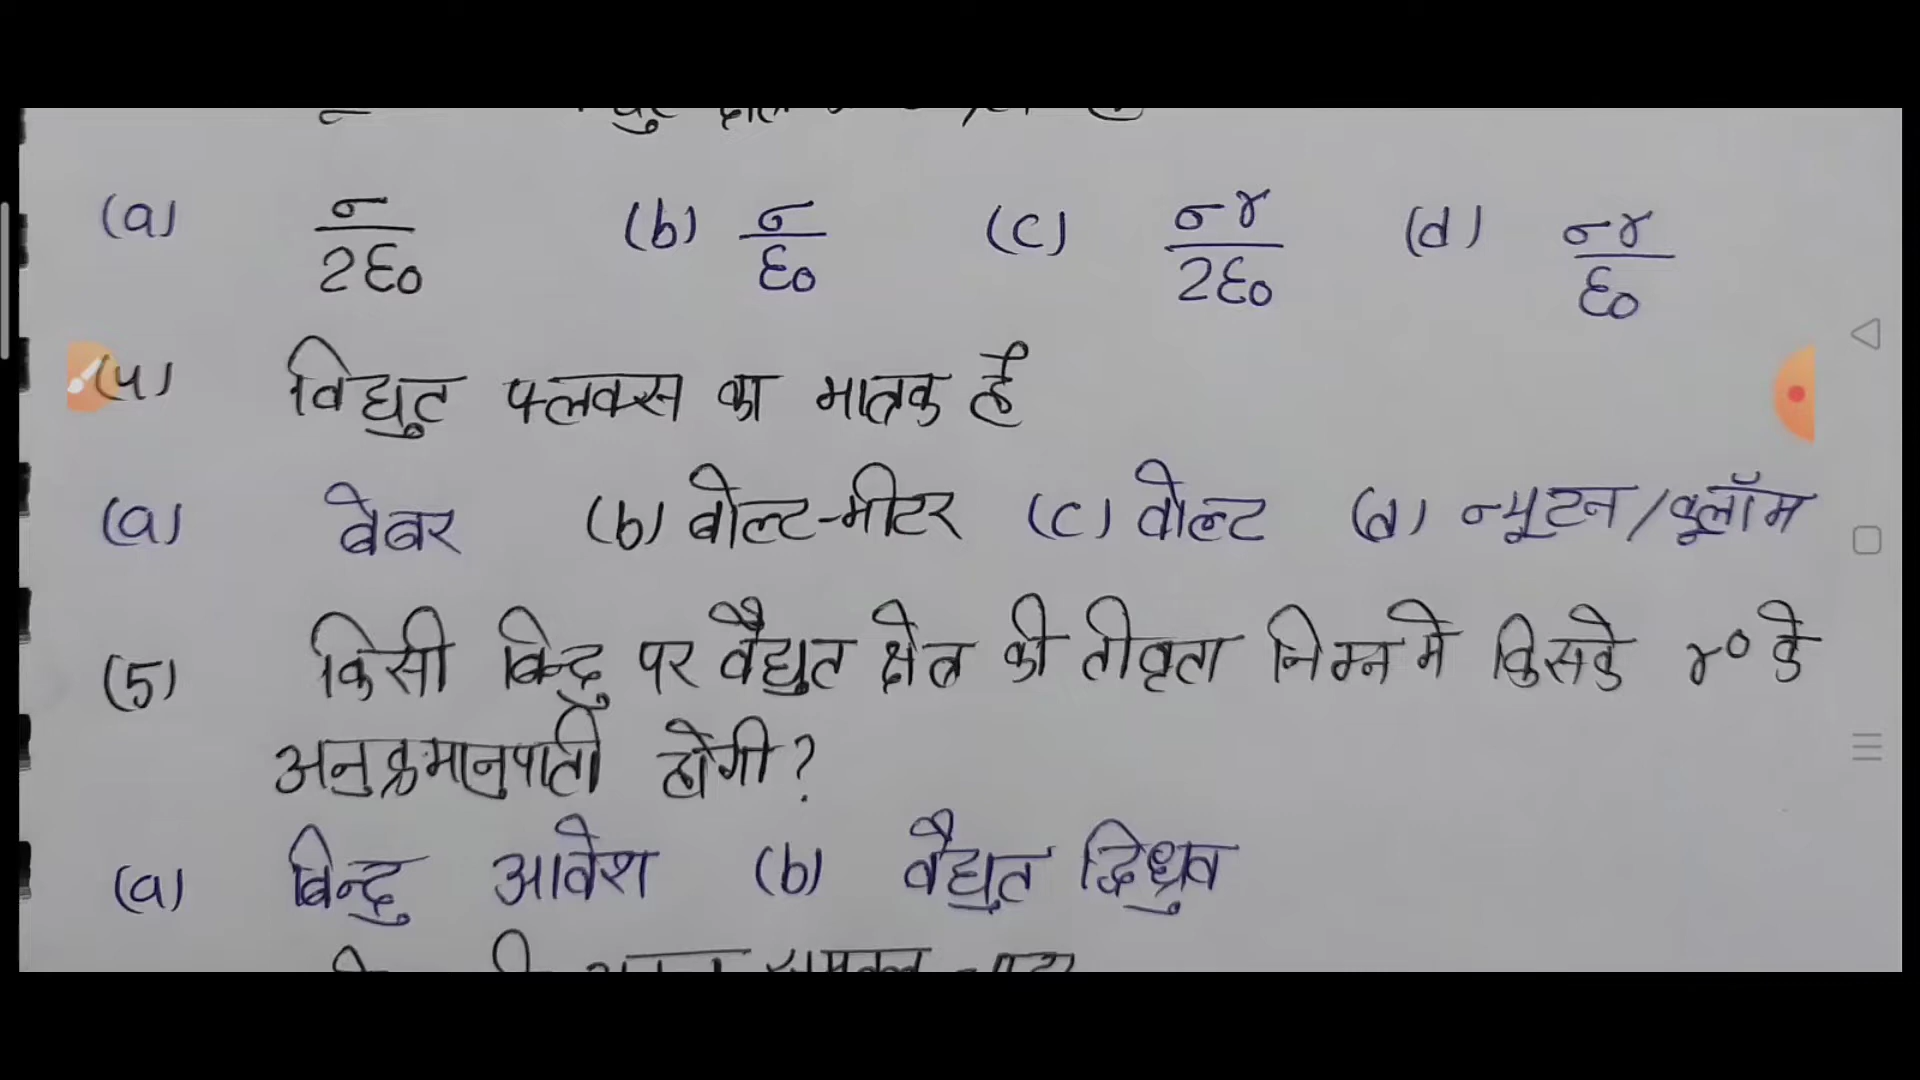 (a) σ/2ε₀ (b) σ/ε₀ (c) σr/2ε₀ (d) σr/ε₀
(4) विद्युत फ्लक्स का मात्रक है
(a) वेबर (b) वोल्ट-मीटर (c) वोल्ट (d) न्यूटन/कूलॉम
(5) किसी बिन्दु पर वैद्युत क्षेत्र की तीव्रता निम्न मे किसके r⁰ के
अनुक्रमानुपाती होगी?
(a) बिन्दु आवेश (b) वैद्युत द्विध्रुव